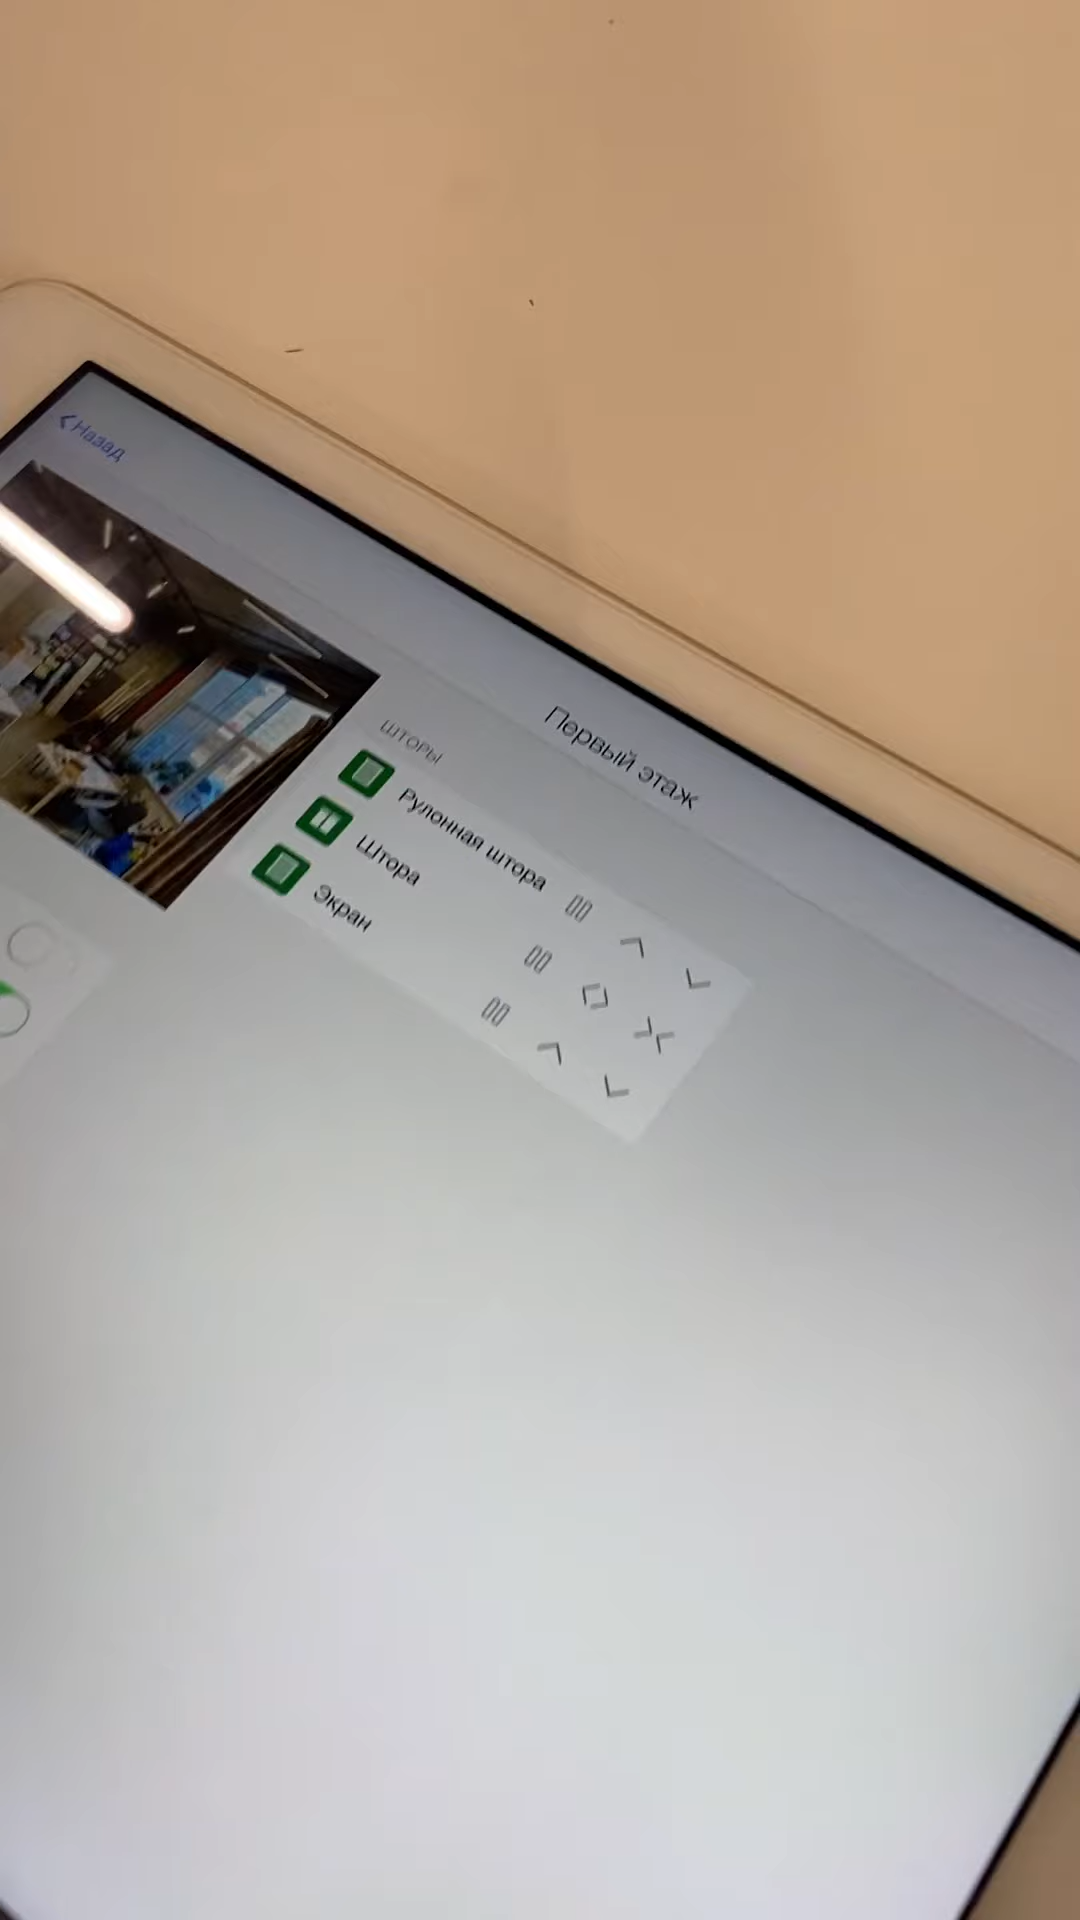 Назад
Первый этаж
ШТОРЫ
Рулонная штора
Штора
Экран